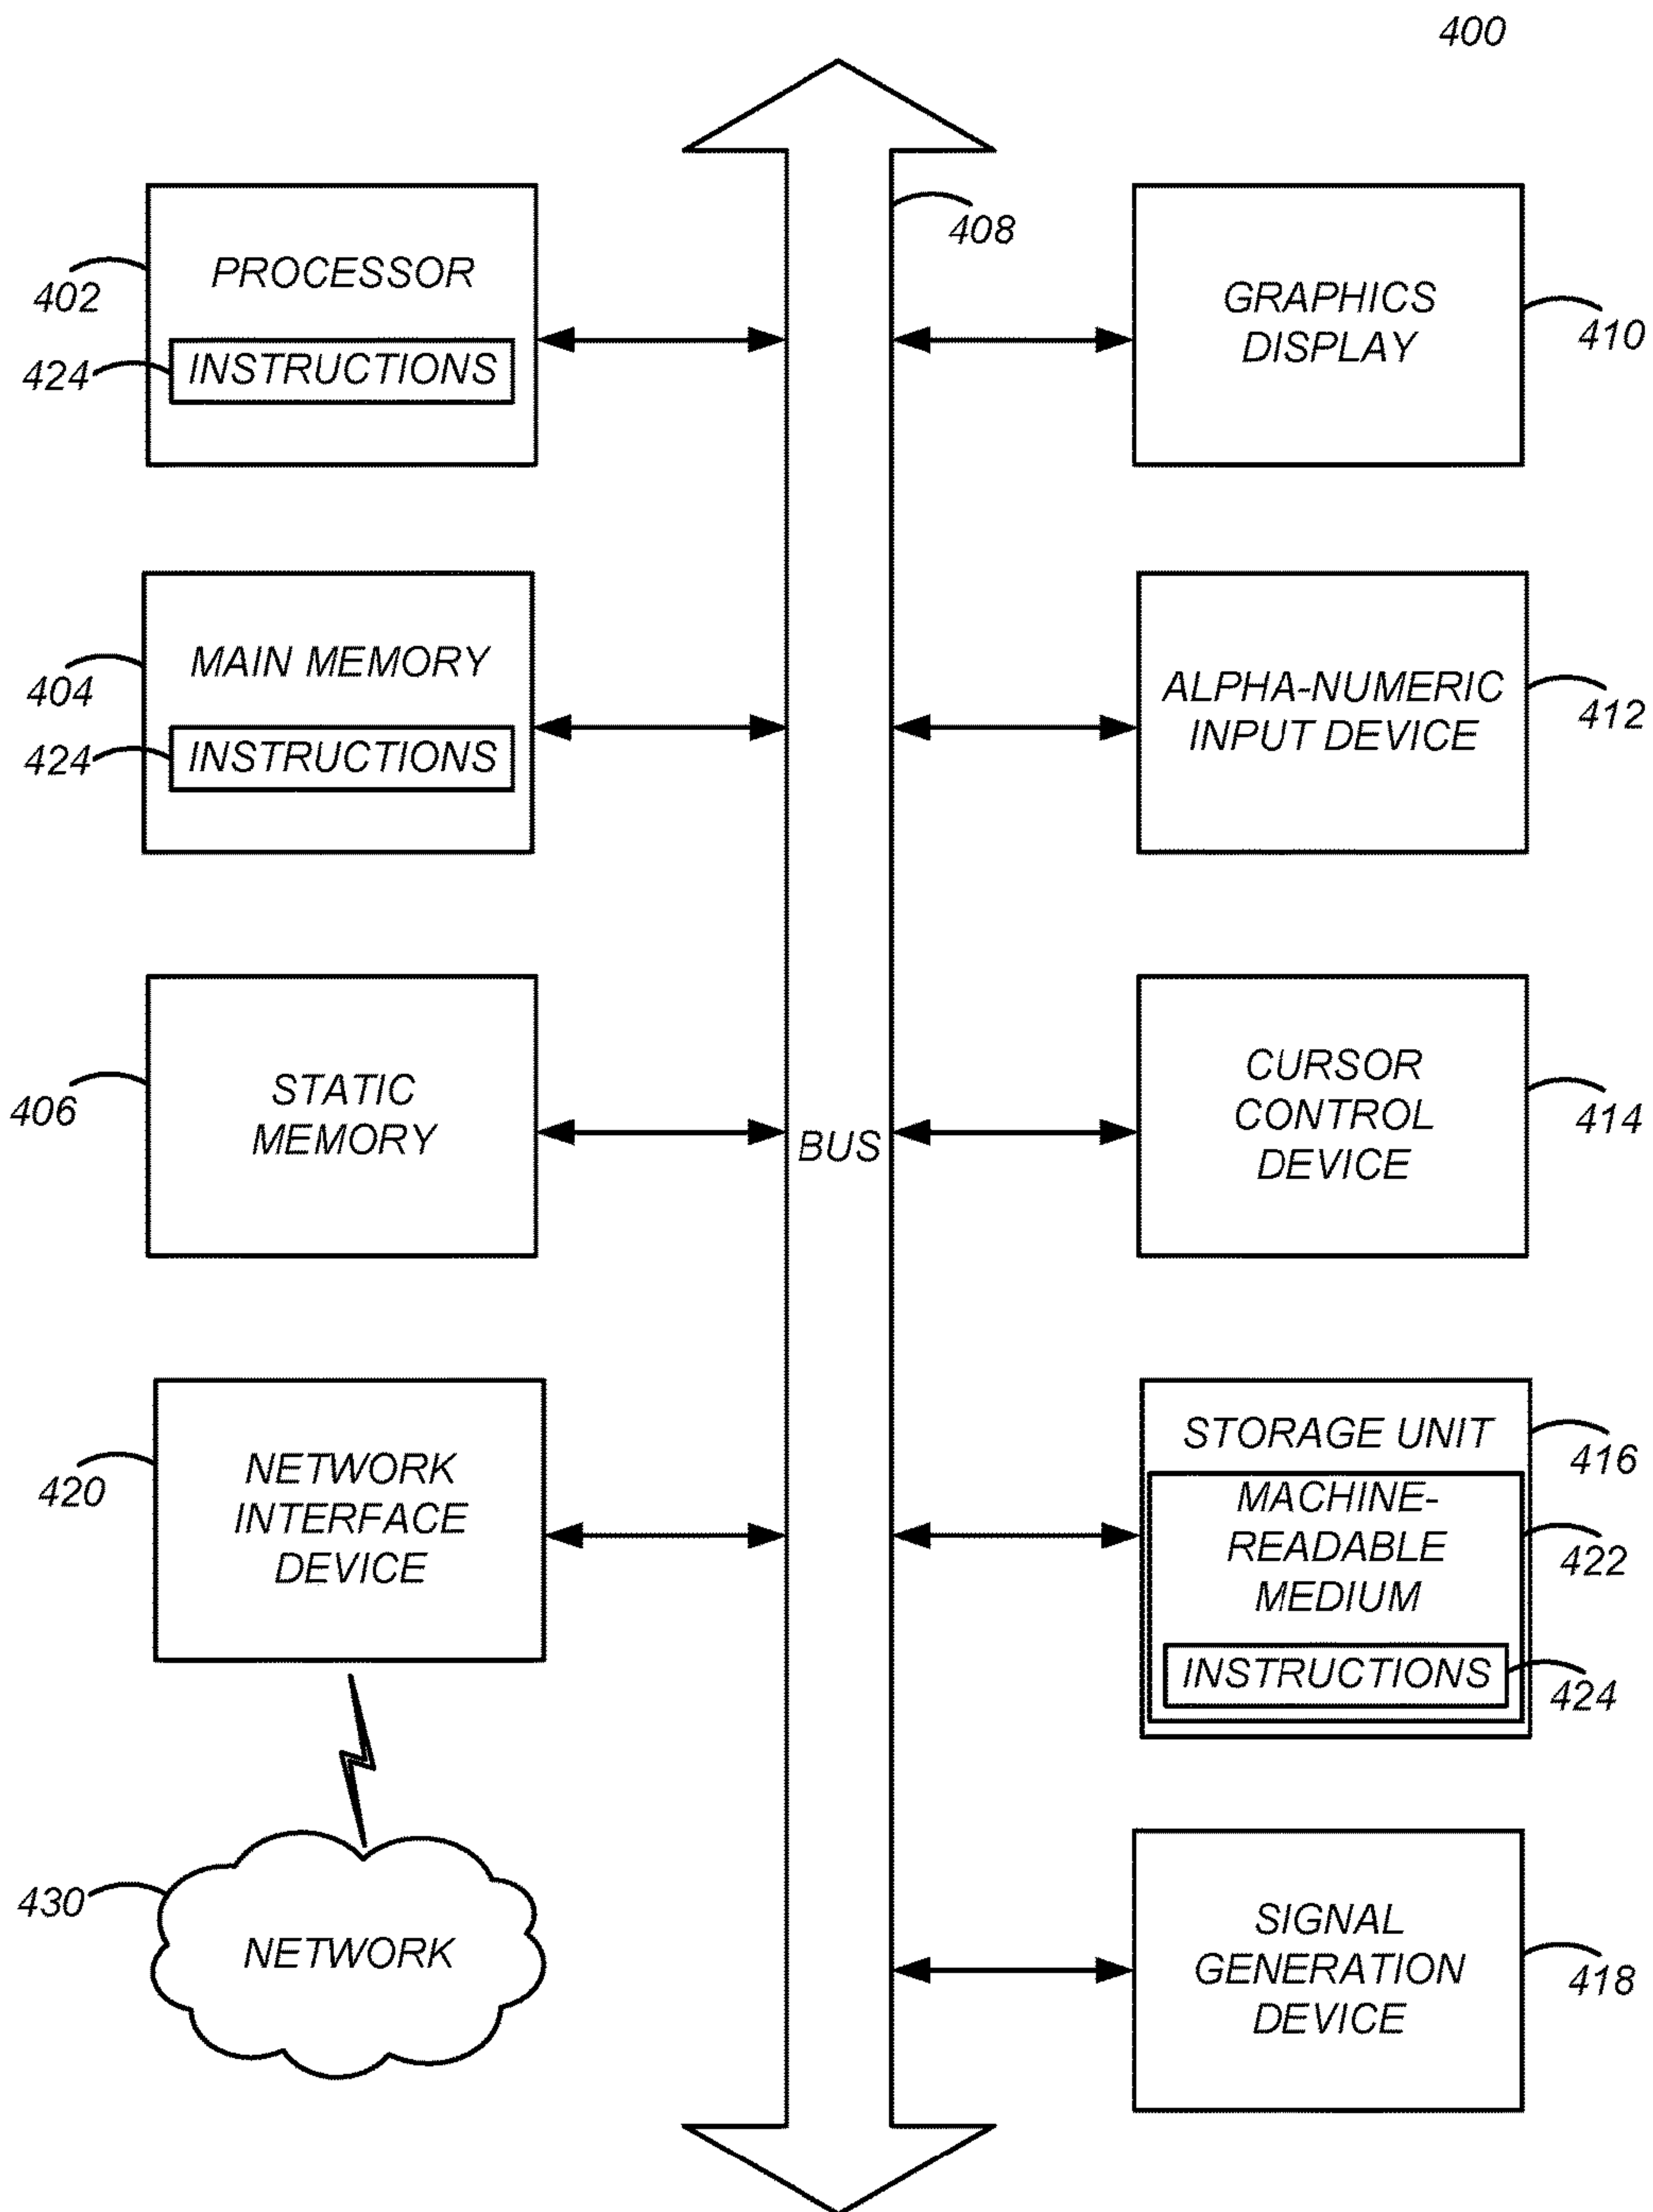 400
408
PROCESSOR
402
INSTRUCTIONS
424
GRAPHICS
DISPLAY
410
MAIN MEMORY
404
INSTRUCTIONS
424
ALPHA-NUMERIC
INPUT DEVICE
412
STATIC
MEMORY
406
BUS
CURSOR
CONTROL
DEVICE
414
NETWORK
INTERFACE
DEVICE
420
STORAGE UNIT
416
MACHINE-
READABLE
MEDIUM
422
INSTRUCTIONS
424
430
NETWORK
SIGNAL
GENERATION
DEVICE
418